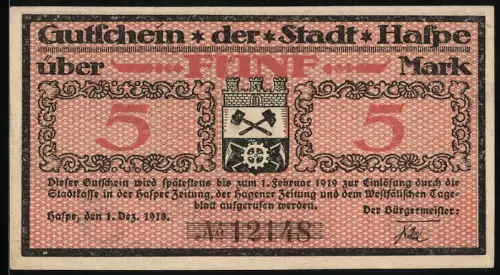 Gutschein * der * Stadt * Haspe
über FÜNF Mark
5 5
Dieser Gutschein wird spätestens bis zum 1. Februar 1919 zur Einlösung durch die
Stadtkasse in der Hasper Zeitung, der Hagener Zeitung und dem Westfälischen Tage-
blatt aufgerufen werden.
Haspe, den 1. Dez. 1918. Der Bürgermeister:
№ 12148